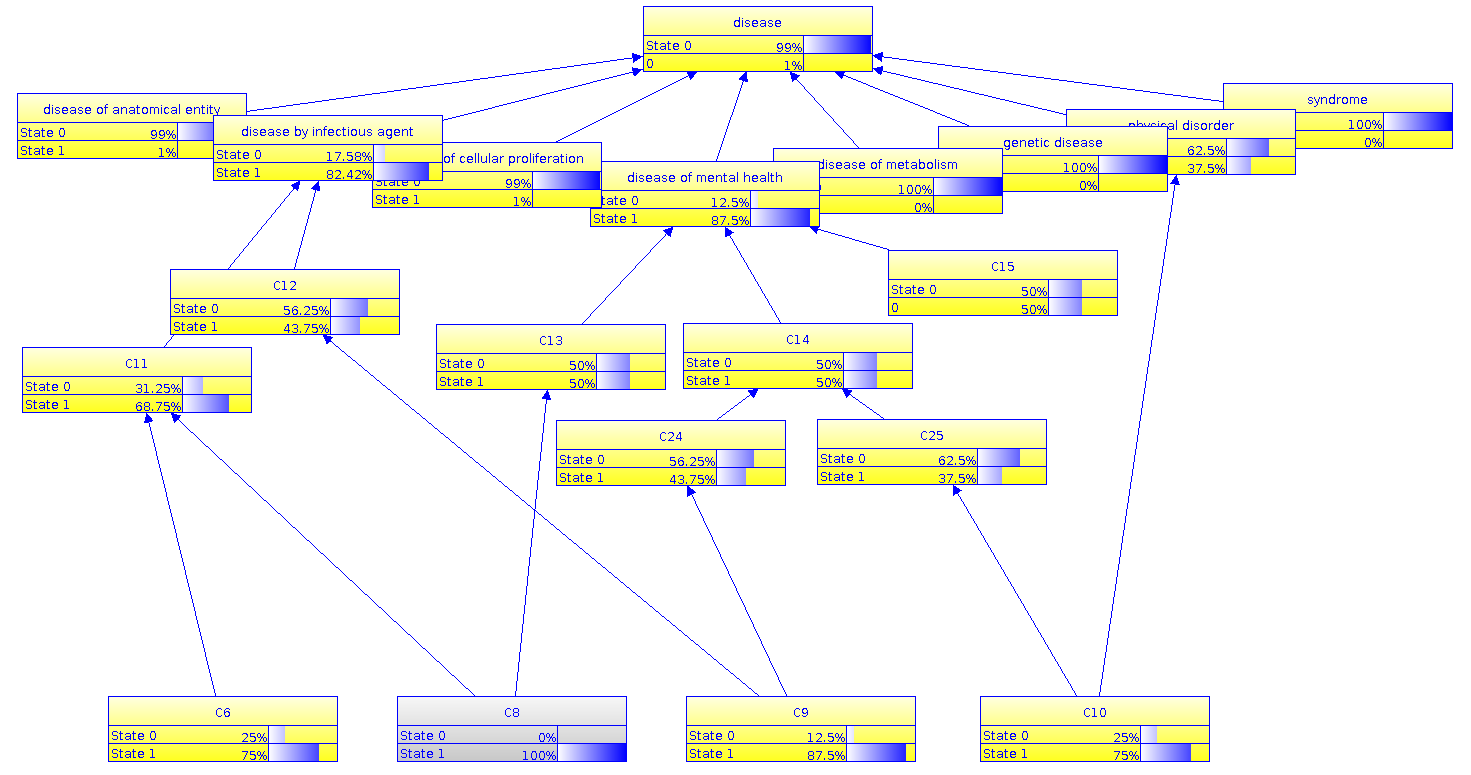 disease
State 0 99%
0 1%
disease of anatomical entity
State 0 99%
State 1 1%
disease by infectious agent
State 0 17.58%
State 1 82.42%
of cellular proliferation
State 0 99%
State 1 1%
disease of mental health
State 0 12.5%
State 1 87.5%
disease of metabolism
100%
0%
genetic disease
100%
0%
physical disorder
62.5%
37.5%
syndrome
100%
0%
C12
State 0 56.25%
State 1 43.75%
C15
State 0 50%
0 50%
C11
State 0 31.25%
State 1 68.75%
C13
State 0 50%
State 1 50%
C14
State 0 50%
State 1 50%
C24
State 0 56.25%
State 1 43.75%
C25
State 0 62.5%
State 1 37.5%
C6
State 0 25%
State 1 75%
C8
State 0 0%
State 1 100%
C9
State 0 12.5%
State 1 87.5%
C10
State 0 25%
State 1 75%